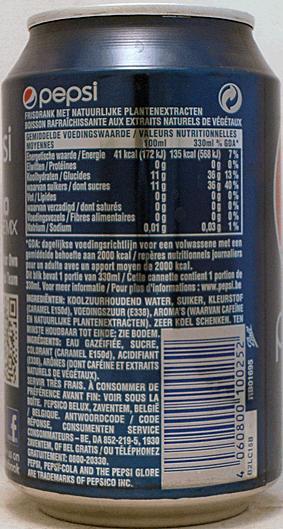 pepsi
FRISDRANK MET NATUURLIJKE PLANTENEXTRACTEN
BOISSON RAFRAÎCHISSANTE AUX EXTRAITS NATURELS DE VÉGÉTAUX
GEMIDDELDE VOEDINGSWAARDE / VALEURS NUTRITIONNELLES
MOYENNES 100ml 330ml % GDA*
Energetische waarde / Energie 41 kcal (172 kJ) 135 kcal (568 kJ) 7%
Eiwitten / Protéines 0g 0g 0%
Koolhydraten / Glucides 11g 36g 13%
waarvan suikers / dont sucres 11g 36g 40%
Vet / Lipides 0g 0g 0%
waarvan verzadigd / dont saturés 0g 0g 0%
Voedingsvezels / Fibres alimentaires 0g 0g 0%
Natrium / Sodium 0,01g 0,03g 1%
*GDA: dagelijkse voedingsrichtlijn voor een volwassene met een
gemiddelde behoefte aan 2000 kcal / repères nutritionnels journaliers
pour un adulte avec un apport moyen de 2000 kcal.
Dit blik bevat 1 portie van 330ml / Cette cannette contient 1 portion de
330ml. Voor meer informatie / Pour plus d'informations : www.pepsi.be
INGREDIËNTEN: KOOLZUURHOUDEND WATER, SUIKER, KLEURSTOF
(CARAMEL E150d), VOEDINGSZUUR (E338), AROMA'S (WAARVAN CAFEÏNE
EN NATUURLIJKE PLANTENEXTRACTEN). ZEER KOEL SCHENKEN. TEN
MINSTE HOUDBAAR TOT EINDE: ZIE BODEM.
INGRÉDIENTS: EAU GAZÉIFIÉE, SUCRE,
COLORANT (CARAMEL E150d), ACIDIFIANT
(E338), ARÔMES (DONT CAFÉINE ET EXTRAITS
NATURELS DE VÉGÉTAUX).
SERVIR TRÈS FRAIS. À CONSOMMER DE
PRÉFÉRENCE AVANT FIN: VOIR SOUS LA
BOÎTE. PEPSICO BELUX, ZAVENTEM, BELGIË
/ BELGIQUE. ANTWOORDCODE / CODE
RÉPONSE, CONSUMENTEN SERVICE
CONSOMMATEURS – BE, DA 852-219-5, 1930
ZAVENTEM, OF BEL GRATIS / OU TÉLÉPHONEZ
GRATUITEMENT: 0800-20330.
PEPSI, PEPSI-COLA AND THE PEPSI GLOBE
ARE TRADEMARKS OF PEPSICO INC.
4 060800 100252